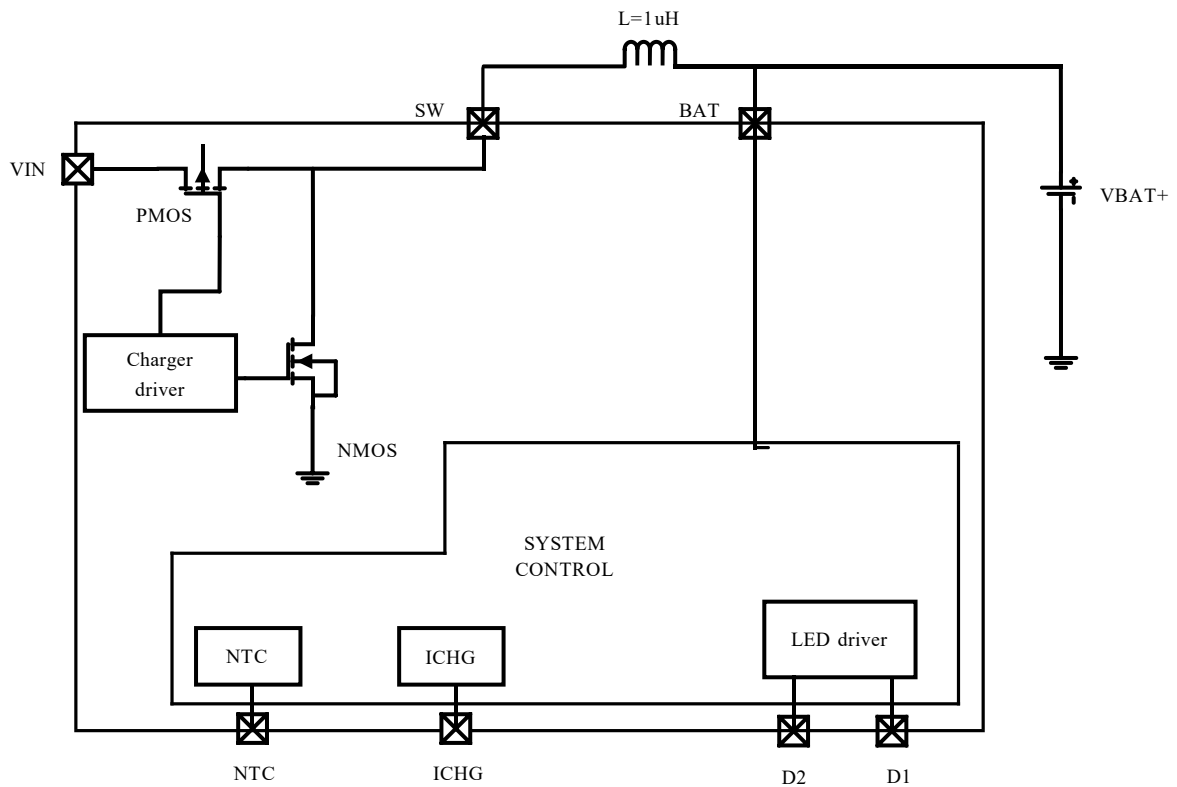 L=1uH
SW
BAT
VIN
PMOS
VBAT+
Charger
driver
NMOS
SYSTEM
CONTROL
NTC
ICHG
LED driver
NTC
ICHG
D2
D1